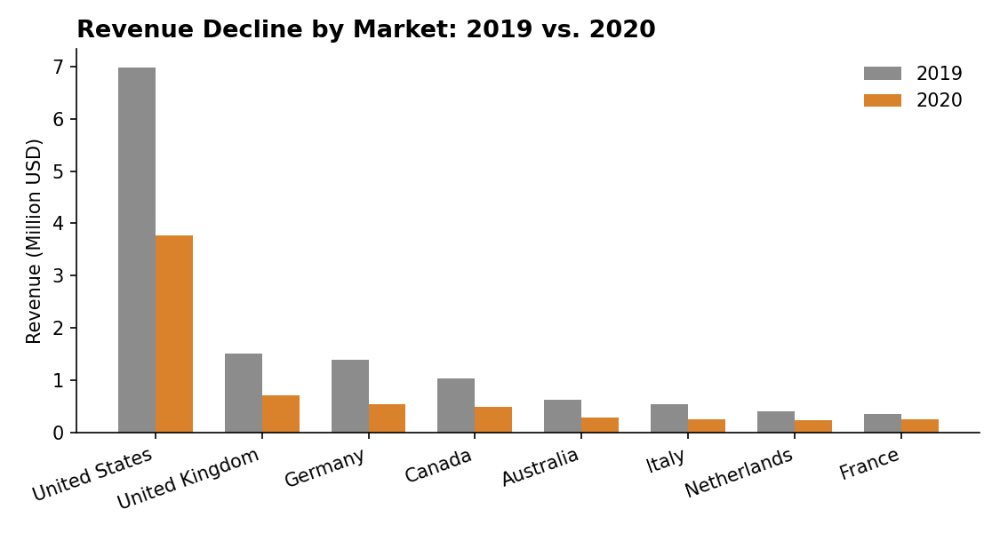 Revenue Decline by Market: 2019 vs. 2020
2019
2020
Revenue (Million USD)
7
6
5
4
3
2
1
0
United States
United Kingdom
Germany
Canada
Australia
Italy
Netherlands
France